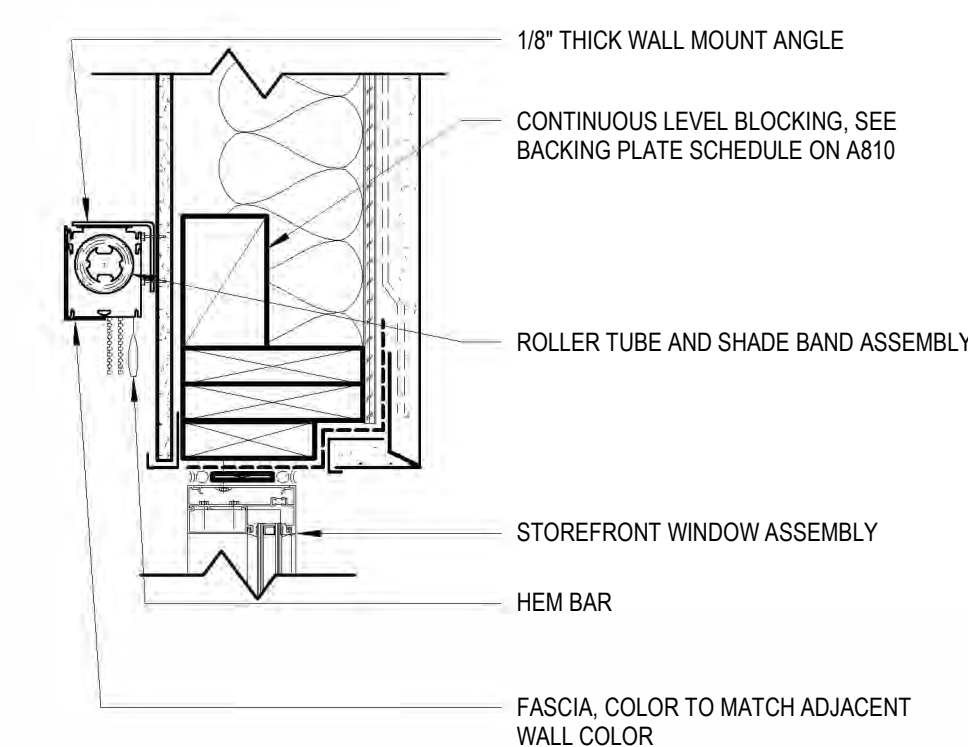 1/8" THICK WALL MOUNT ANGLE
CONTINUOUS LEVEL BLOCKING, SEE
BACKING PLATE SCHEDULE ON A810
ROLLER TUBE AND SHADE BAND ASSEMBLY
STOREFRONT WINDOW ASSEMBLY
HEM BAR
FASCIA, COLOR TO MATCH ADJACENT
WALL COLOR